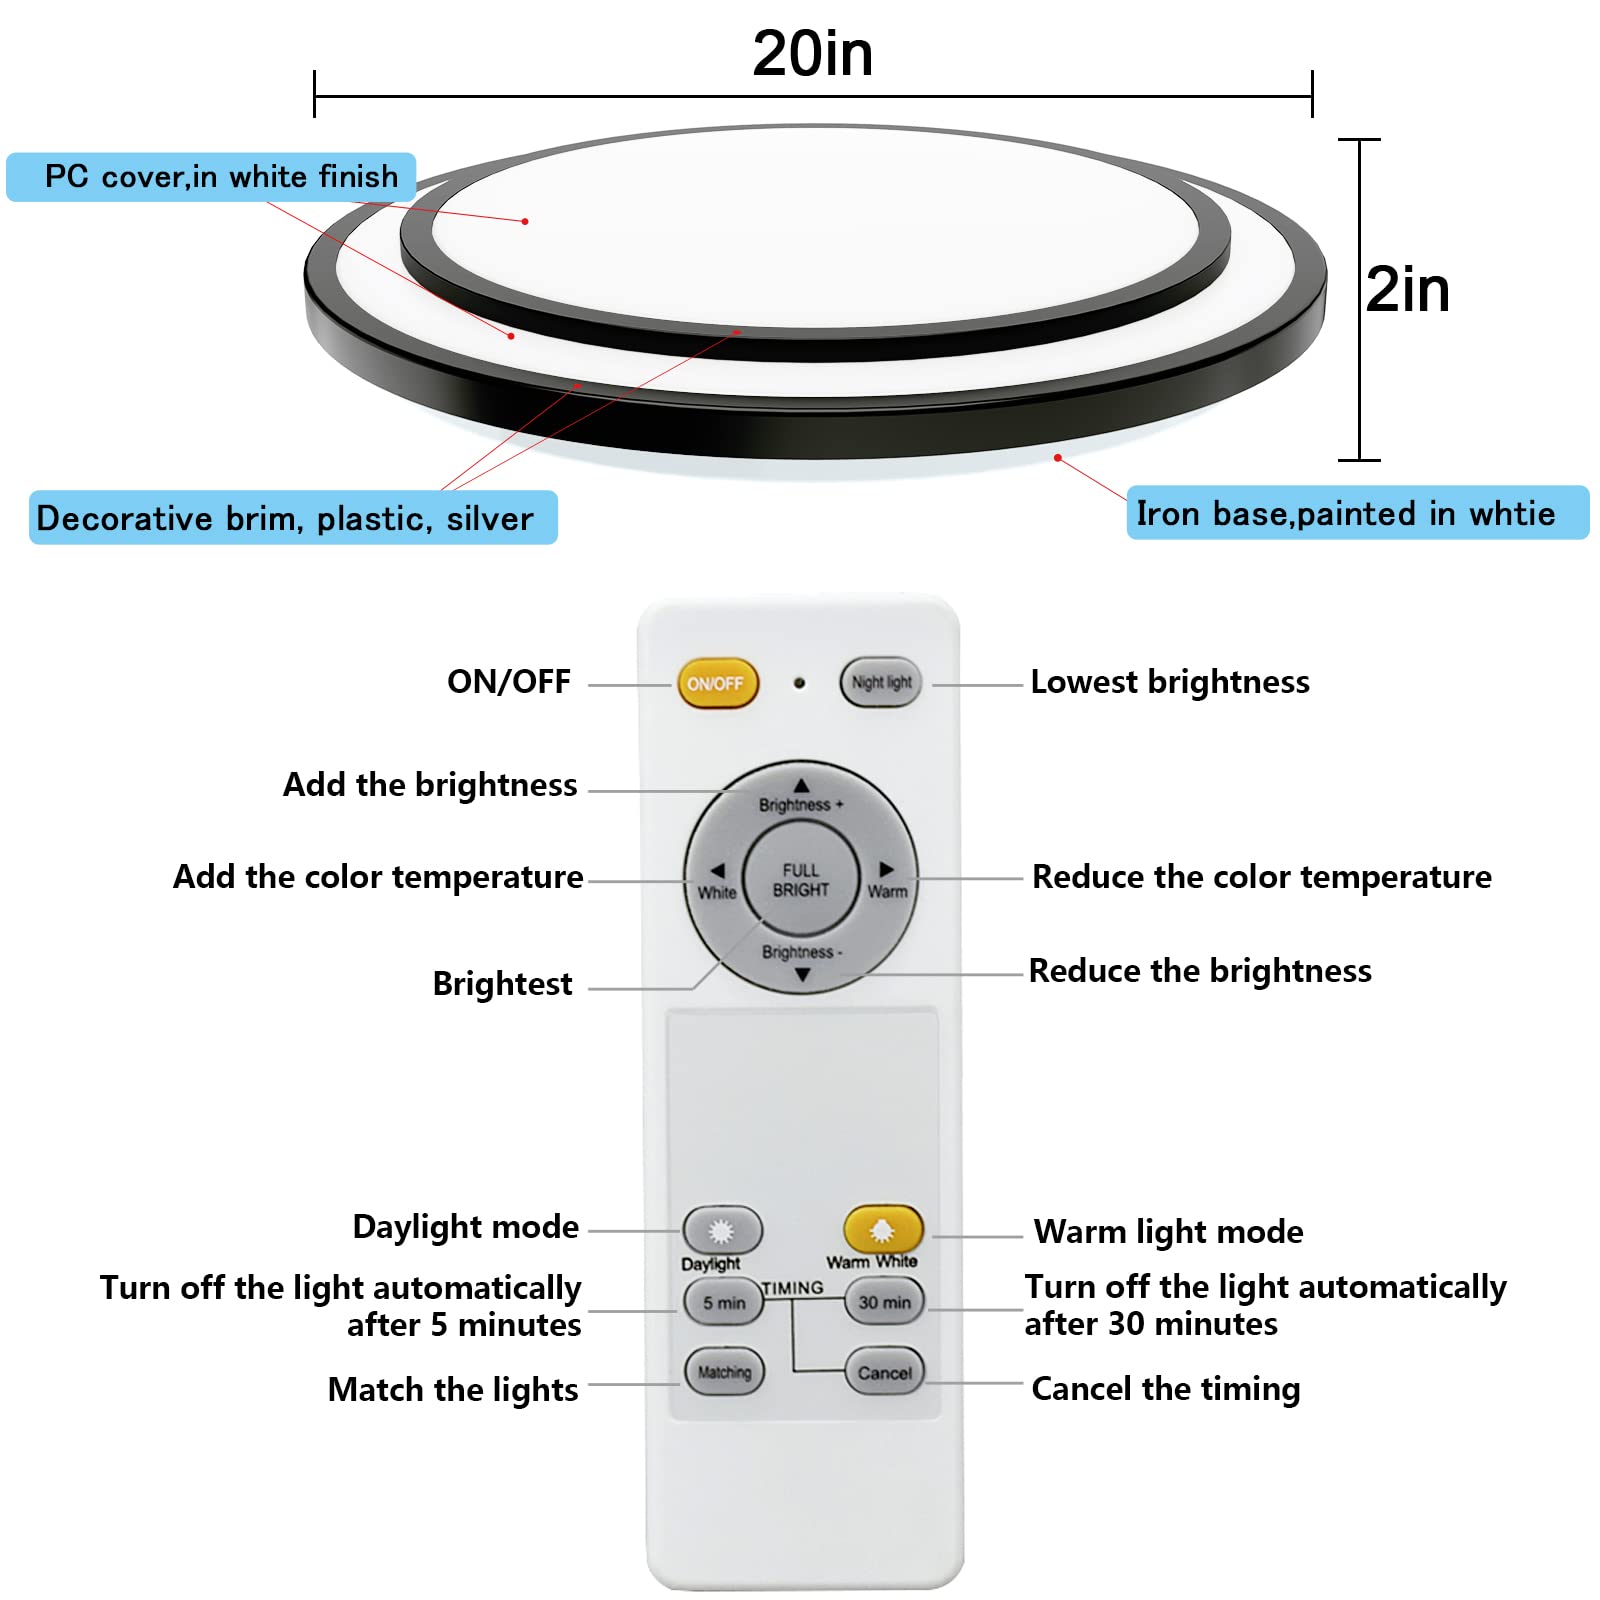 20in
PC cover,in white finish
2in
Decorative brim, plastic, silver
Iron base,painted in whtie
ON/OFF
ON/OFF
Night light
Lowest brightness
Add the brightness
Brightness +
Add the color temperature
White
FULL
BRIGHT
Warm
Reduce the color temperature
Brightness -
Reduce the brightness
Brightest
Daylight mode
Daylight
Warm White
Warm light mode
Turn off the light automatically
after 5 minutes
5 min
TIMING
30 min
Turn off the light automatically
after 30 minutes
Match the lights
Matching
Cancel
Cancel the timing